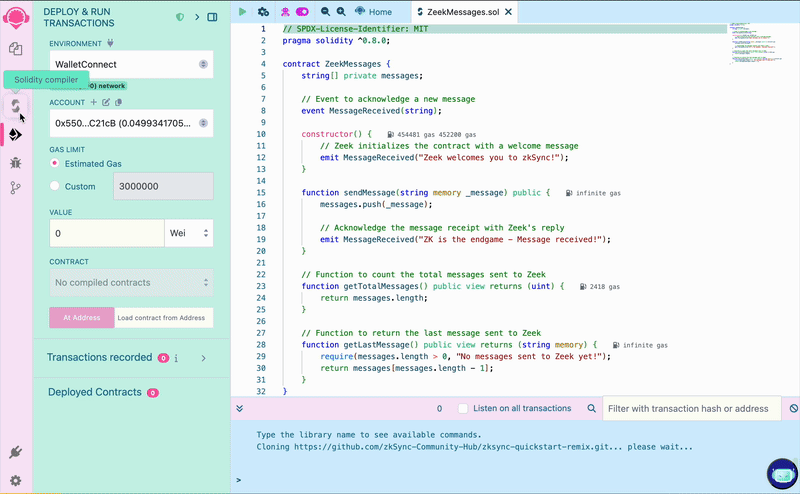 DEPLOY & RUN
TRANSACTIONS
ENVIRONMENT
WalletConnect
Solidity compiler
network
ACCOUNT
0x550...C21cB (0.0499341705...
GAS LIMIT
Estimated Gas
Custom
3000000
VALUE
0
Wei
CONTRACT
No compiled contracts
At Address
Load contract from Address
Transactions recorded 0 i
Deployed Contracts 0
Home
ZeekMessages.sol
1 // SPDX-License-Identifier: MIT
2 pragma solidity ^0.8.0;
3
4 contract ZeekMessages {
5 string[] private messages;
6
7 // Event to acknowledge a new message
8 event MessageReceived(string);
9
10 constructor() { 454481 gas 452200 gas
11 // Zeek initializes the contract with a welcome message
12 emit MessageReceived("Zeek welcomes you to zkSync!");
13 }
14
15 function sendMessage(string memory _message) public { infinite gas
16 messages.push(_message);
17
18 // Acknowledge the message receipt with Zeek's reply
19 emit MessageReceived("ZK is the endgame - Message received!");
20 }
21
22 // Function to count the total messages sent to Zeek
23 function getTotalMessages() public view returns (uint) { 2418 gas
24 return messages.length;
25 }
26
27 // Function to return the last message sent to Zeek
28 function getLastMessage() public view returns (string memory) { infinite gas
29 require(messages.length > 0, "No messages sent to Zeek yet!");
30 return messages[messages.length - 1];
31 }
32 }
0
Listen on all transactions
Filter with transaction hash or address
Type the library name to see available commands.
Cloning https://github.com/zkSync-Community-Hub/zksync-quickstart-remix.git... please wait...
>